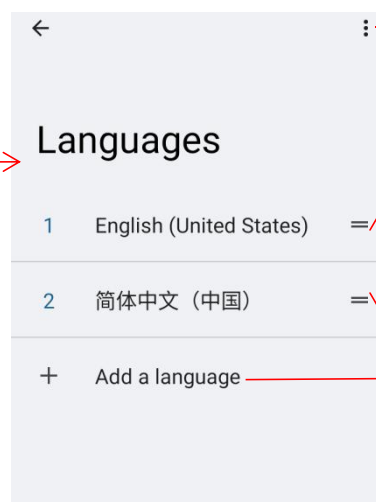 Languages
1 English (United States)
2 简体中文（中国）
+ Add a language